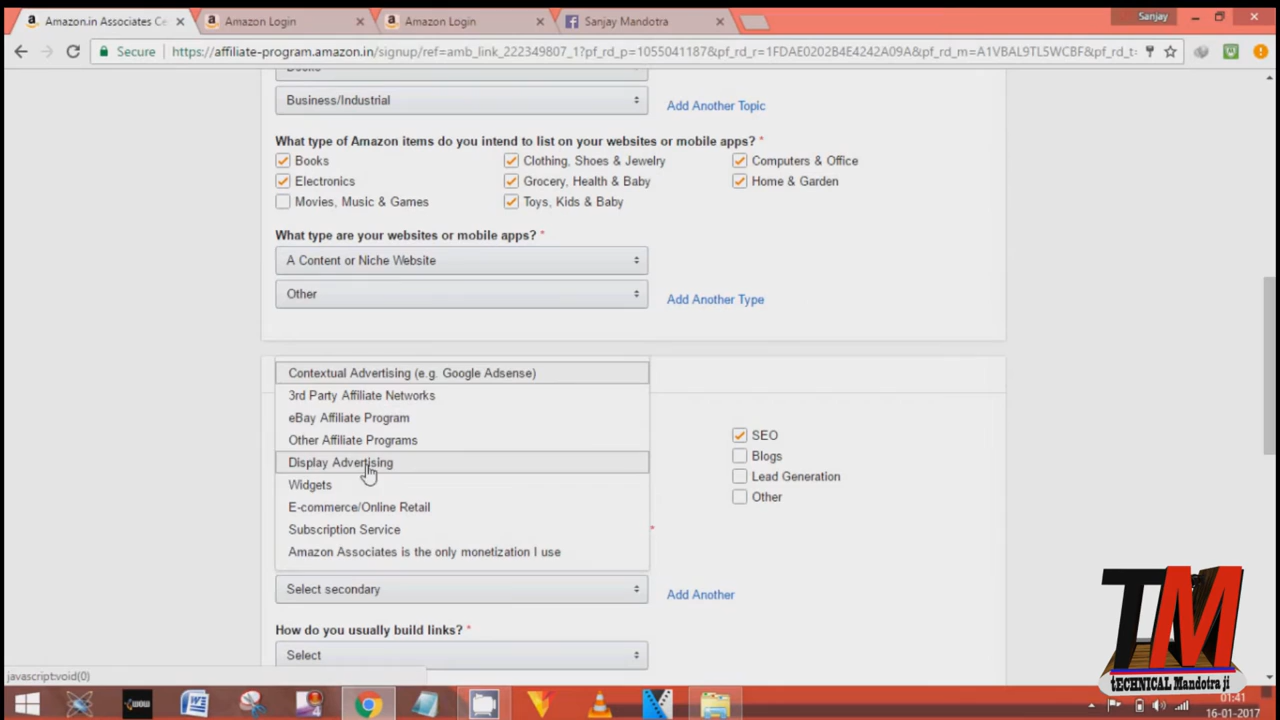 Amazon.in Associates Ce
Amazon Login
Amazon Login
Sanjay Mandotra
Sanjay
Secure
https://affiliate-program.amazon.in/signup/ref=amb_link_222349807_1?pf_rd_p=1055041187&pf_rd_r=1FDAE0202B4E4242A09A&pf_rd_m=A1VBAL9TL5WCBF&pf_rd_t=
Books
Business/Industrial
Add Another Topic
What type of Amazon items do you intend to list on your websites or mobile apps? *
Books
Clothing, Shoes & Jewelry
Computers & Office
Electronics
Grocery, Health & Baby
Home & Garden
Movies, Music & Games
Toys, Kids & Baby
What type are your websites or mobile apps? *
A Content or Niche Website
Other
Add Another Type
Contextual Advertising (e.g. Google Adsense)
3rd Party Affiliate Networks
eBay Affiliate Program
Other Affiliate Programs
SEO
Display Advertising
Blogs
Widgets
Lead Generation
Other
E-commerce/Online Retail
Subscription Service
*
Amazon Associates is the only monetization I use
Select secondary
Add Another
How do you usually build links? *
Select
javascript:void(0)
TM
tECHNICAL Mandotra ji
01:41
16-01-2017